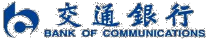 交通銀行
BANK OF COMMUNICATIONS